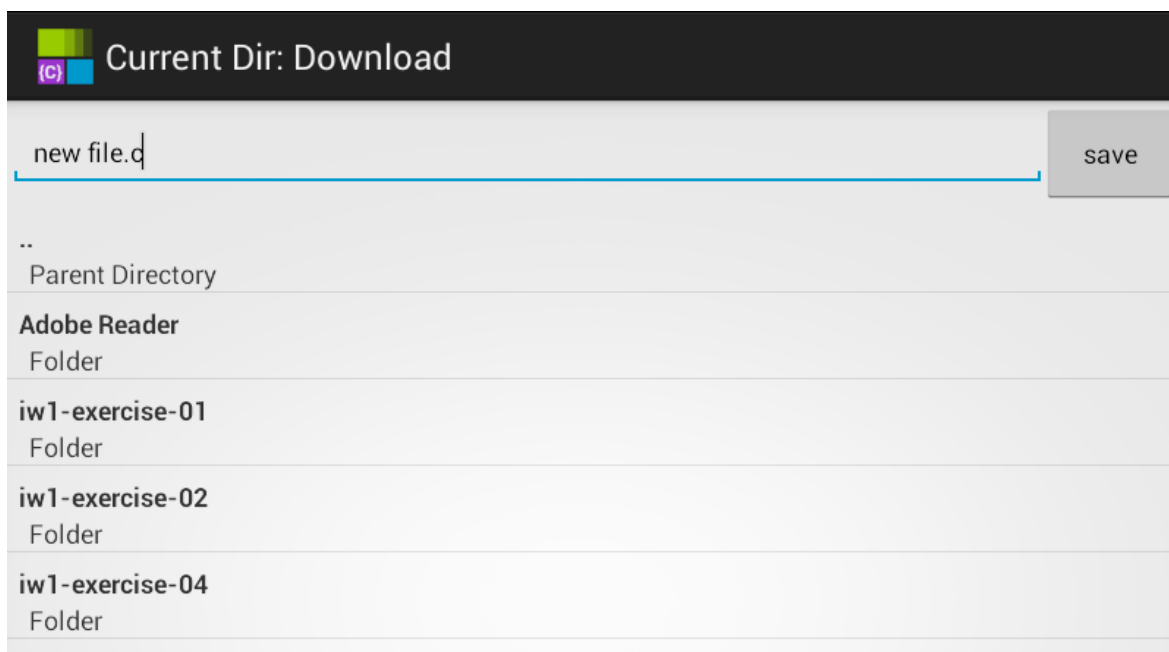 {C} Current Dir: Download
new file.c
save
..
Parent Directory
Adobe Reader
Folder
iw1-exercise-01
Folder
iw1-exercise-02
Folder
iw1-exercise-04
Folder